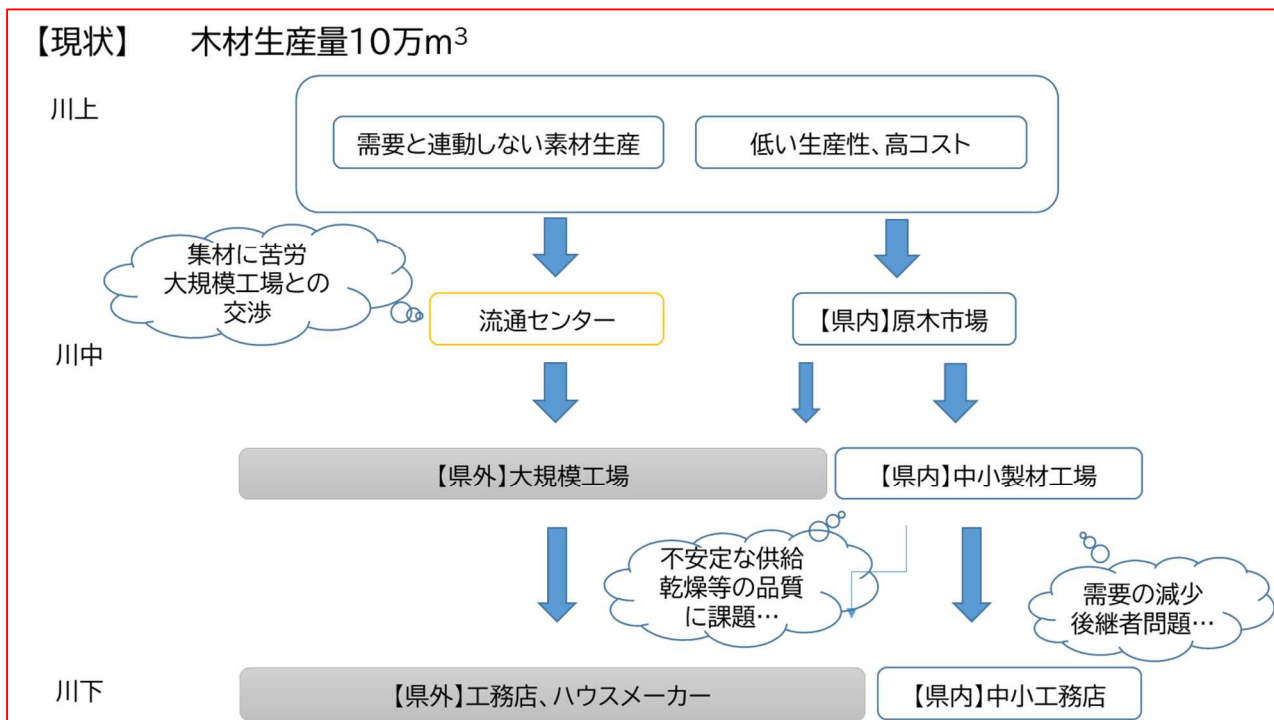 【現状】 木材生産量10万m³
川上
需要と連動しない素材生産
低い生産性、高コスト
集材に苦労
大規模工場との
交渉
流通センター
【県内】原木市場
川中
【県外】大規模工場
【県内】中小製材工場
不安定な供給
乾燥等の品質
に課題…
需要の減少
後継者問題…
川下
【県外】工務店、ハウスメーカー
【県内】中小工務店